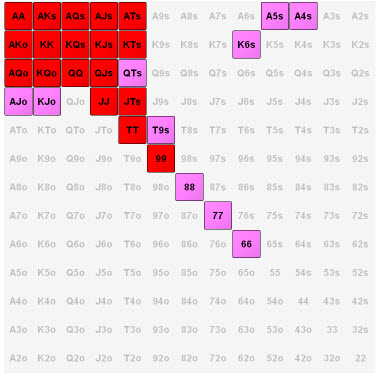 AA AKs AQs AJs ATs A9s A8s A7s A6s A5s A4s A3s A2s
AKo KK KQs KJs KTs K9s K8s K7s K6s K5s K4s K3s K2s
AQo KQo QQ QJs QTs Q9s Q8s Q7s Q6s Q5s Q4s Q3s Q2s
AJo KJo QJo JJ JTs J9s J8s J7s J6s J5s J4s J3s J2s
ATo KTo QTo JTo TT T9s T8s T7s T6s T5s T4s T3s T2s
A9o K9o Q9o J9o T9o 99 98s 97s 96s 95s 94s 93s 92s
A8o K8o Q8o J8o T8o 98o 88 87s 86s 85s 84s 83s 82s
A7o K7o Q7o J7o T7o 97o 87o 77 76s 75s 74s 73s 72s
A6o K6o Q6o J6o T6o 96o 86o 76o 66 65s 64s 63s 62s
A5o K5o Q5o J5o T5o 95o 85o 75o 65o 55 54s 53s 52s
A4o K4o Q4o J4o T4o 94o 84o 74o 64o 54o 44 43s 42s
A3o K3o Q3o J3o T3o 93o 83o 73o 63o 53o 43o 33 32s
A2o K2o Q2o J2o T2o 92o 82o 72o 62o 52o 42o 32o 22